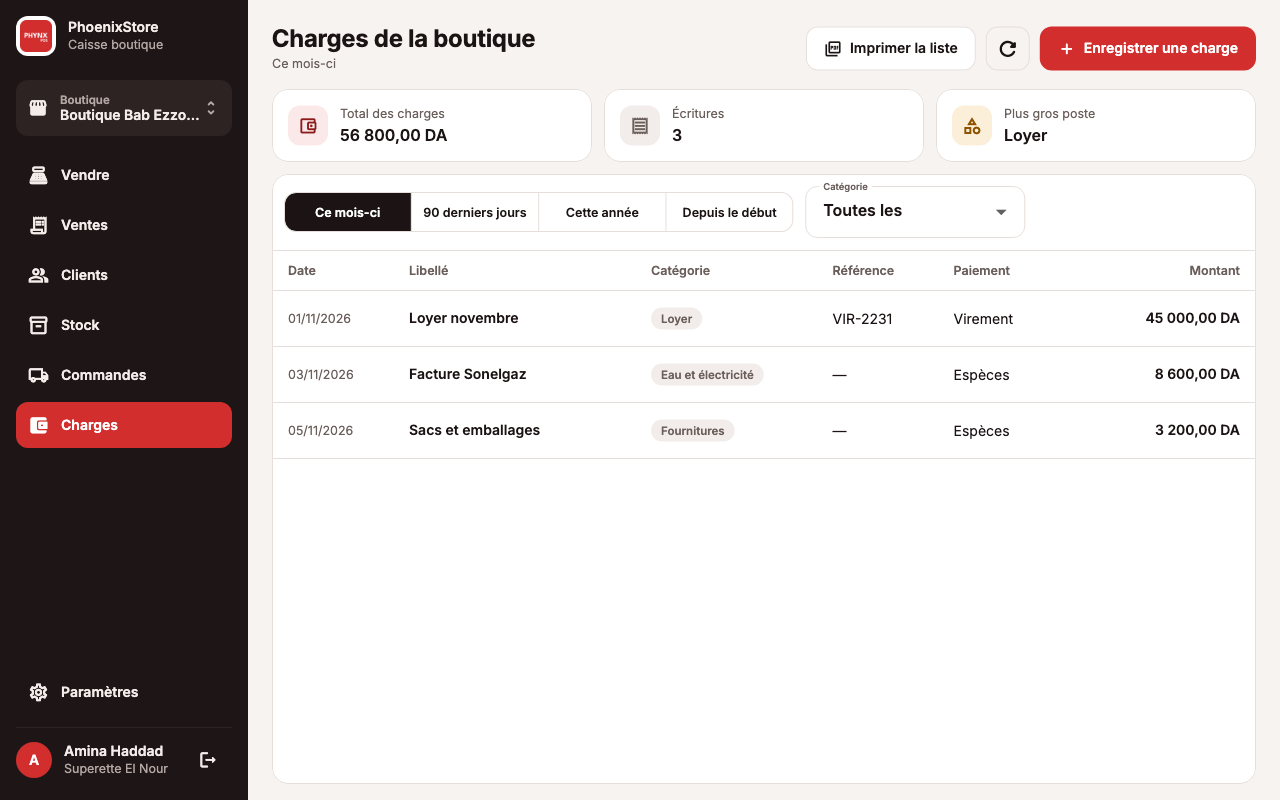 PHYNX
POS
PhoenixStore
Caisse boutique
Boutique
Boutique Bab Ezzo...
Vendre
Ventes
Clients
Stock
Commandes
Charges
Paramètres
A
Amina Haddad
Superette El Nour
Charges de la boutique
Ce mois-ci
PDF
Imprimer la liste
Enregistrer une charge
Total des charges
56 800,00 DA
Écritures
3
Plus gros poste
Loyer
Ce mois-ci
90 derniers jours
Cette année
Depuis le début
Catégorie
Toutes les
Date Libellé Catégorie Référence Paiement Montant
01/11/2026 Loyer novembre Loyer VIR-2231 Virement 45 000,00 DA
03/11/2026 Facture Sonelgaz Eau et électricité — Espèces 8 600,00 DA
05/11/2026 Sacs et emballages Fournitures — Espèces 3 200,00 DA